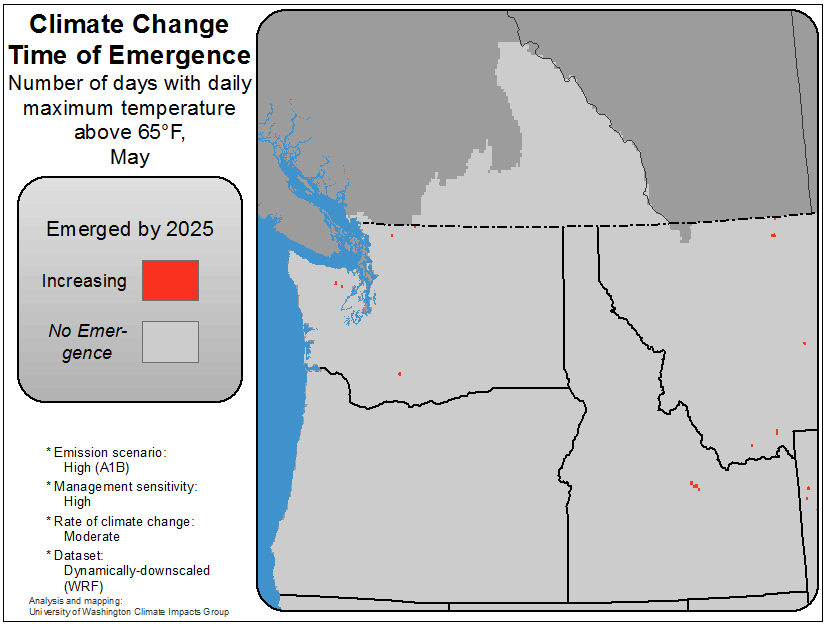 Climate Change
Time of Emergence
Number of days with daily
maximum temperature
above 65°F,
May
Emerged by 2025
Increasing
No Emer-
gence
* Emission scenario:
High (A1B)
* Management sensitivity:
High
* Rate of climate change:
Moderate
* Dataset:
Dynamically-downscaled
(WRF)
Analysis and mapping:
University of Washington Climate Impacts Group